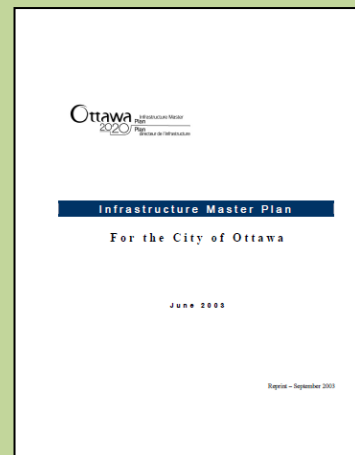 Ottawa
2020
Infrastructure Master
Plan
Plan
directeur de l'infrastructure
Infrastructure Master Plan
For the City of Ottawa
June 2003
Reprint – September 2003